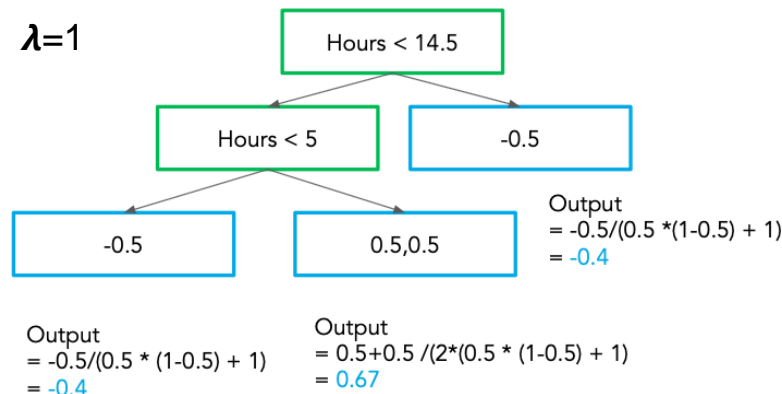 λ=1
Hours < 14.5
Hours < 5
-0.5
-0.5
0.5,0.5
Output
= -0.5/(0.5 *(1-0.5) + 1)
= -0.4
Output
= -0.5/(0.5 * (1-0.5) + 1)
= -0.4
Output
= 0.5+0.5 /(2*(0.5 * (1-0.5) + 1)
= 0.67